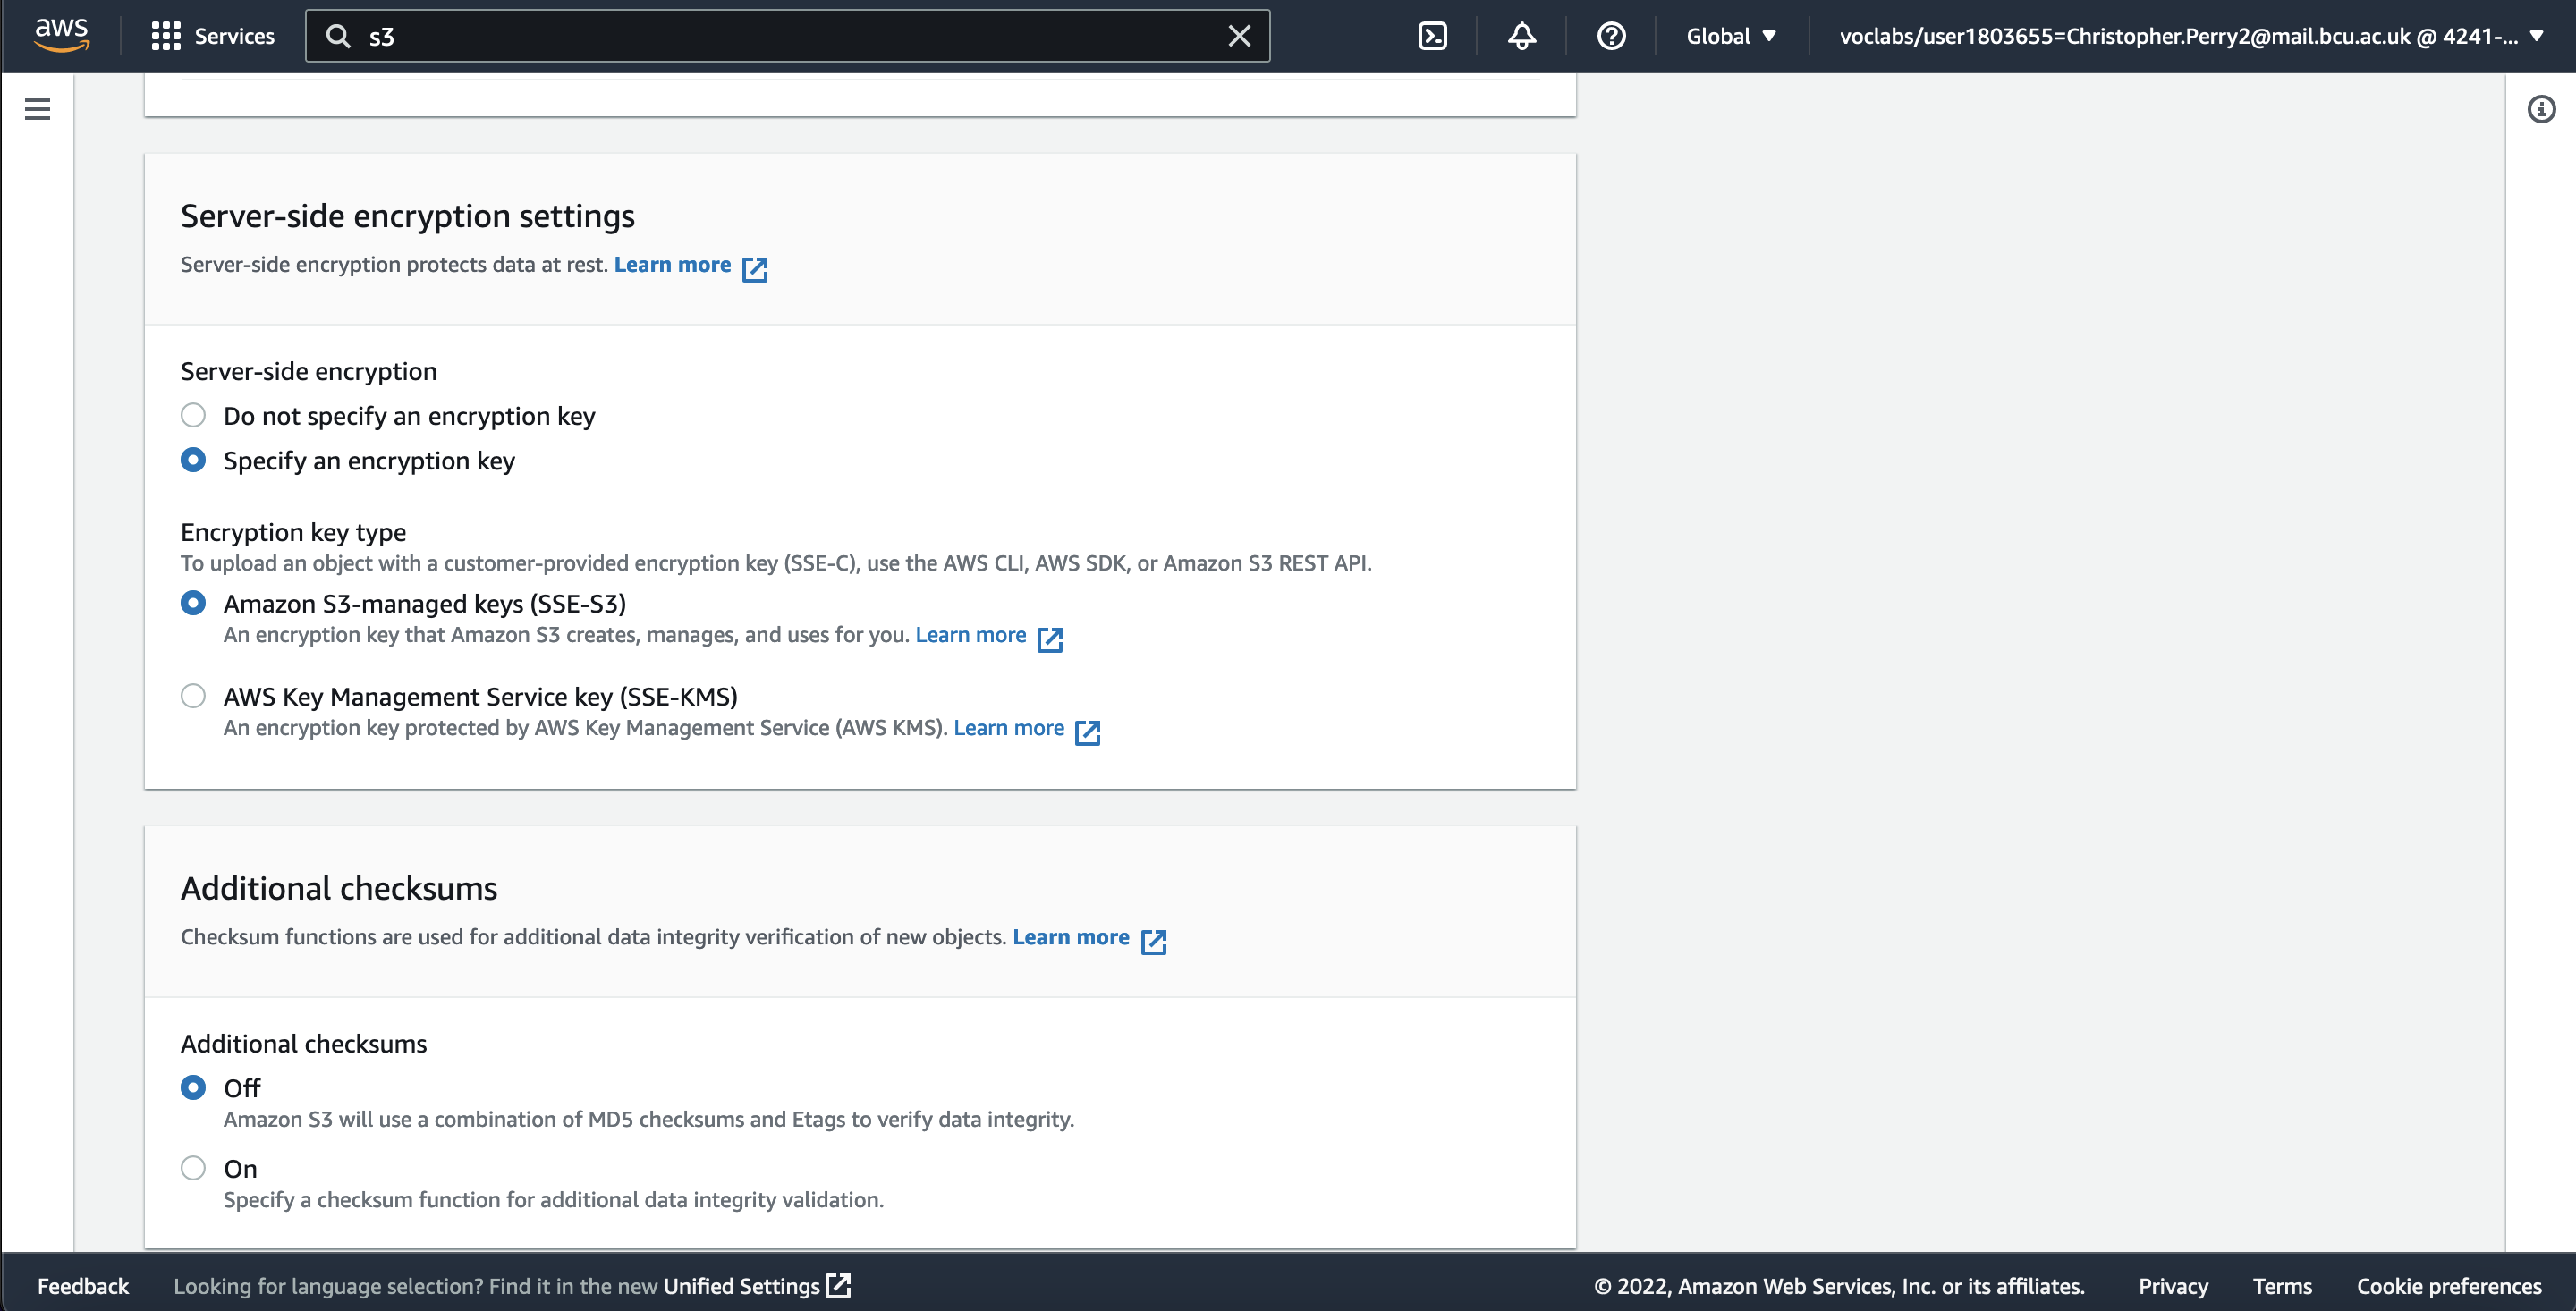 aws
Services
s3
Global
voclabs/user1803655=Christopher.Perry2@mail.bcu.ac.uk @ 4241-...
Server-side encryption settings
Server-side encryption protects data at rest. Learn more
Server-side encryption
Do not specify an encryption key
Specify an encryption key
Encryption key type
To upload an object with a customer-provided encryption key (SSE-C), use the AWS CLI, AWS SDK, or Amazon S3 REST API.
Amazon S3-managed keys (SSE-S3)
An encryption key that Amazon S3 creates, manages, and uses for you. Learn more
AWS Key Management Service key (SSE-KMS)
An encryption key protected by AWS Key Management Service (AWS KMS). Learn more
Additional checksums
Checksum functions are used for additional data integrity verification of new objects. Learn more
Additional checksums
Off
Amazon S3 will use a combination of MD5 checksums and Etags to verify data integrity.
On
Specify a checksum function for additional data integrity validation.
Feedback
Looking for language selection? Find it in the new Unified Settings
© 2022, Amazon Web Services, Inc. or its affiliates.
Privacy
Terms
Cookie preferences